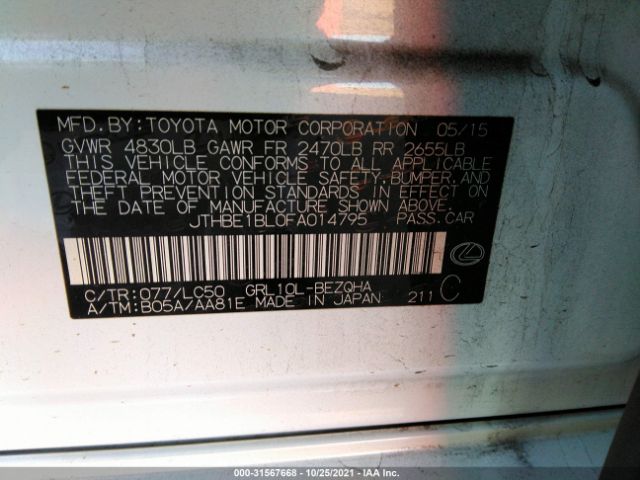 MFD.BY:TOYOTA MOTOR CORPORATION 05/15
GVWR 4830LB GAWR FR 2470LB RR 2655LB
THIS VEHICLE CONFORMS TO ALL APPLICABLE
FEDERAL MOTOR VEHICLE SAFETY,BUMPER,AND
THEFT PREVENTION STANDARDS IN EFFECT ON
THE DATE OF MANUFACTURE SHOWN ABOVE.
JTHBE1BL0FA014795 PASS.CAR
C/TR:077/LC50 GRL10L-BEZQHA
A/TM:B05A/AA81E MADE IN JAPAN 211 C
000-31567668 | 10/25/2021 | IAA Inc.